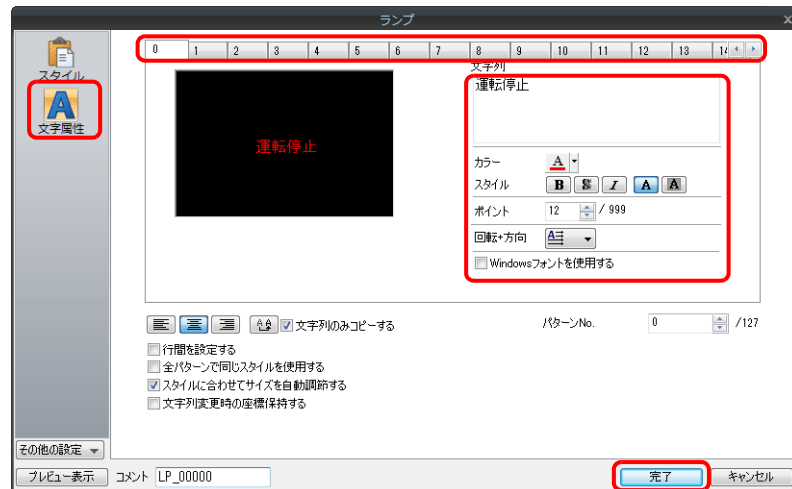 ランプ
スタイル
文字属性
0 1 2 3 4 5 6 7 8 9 10 11 12 13
運転停止
文字列
運転停止
カラー
スタイル B S I A A
ポイント 12 / 999
回転+方向
Windowsフォントを使用する
文字列のみコピーする
パターンNo. 0 /127
行間を設定する
全パターンで同じスタイルを使用する
スタイルに合わせてサイズを自動調節する
文字列変更時の座標保持する
その他の設定
プレビュー表示 コメント LP_00000 完了 キャンセル